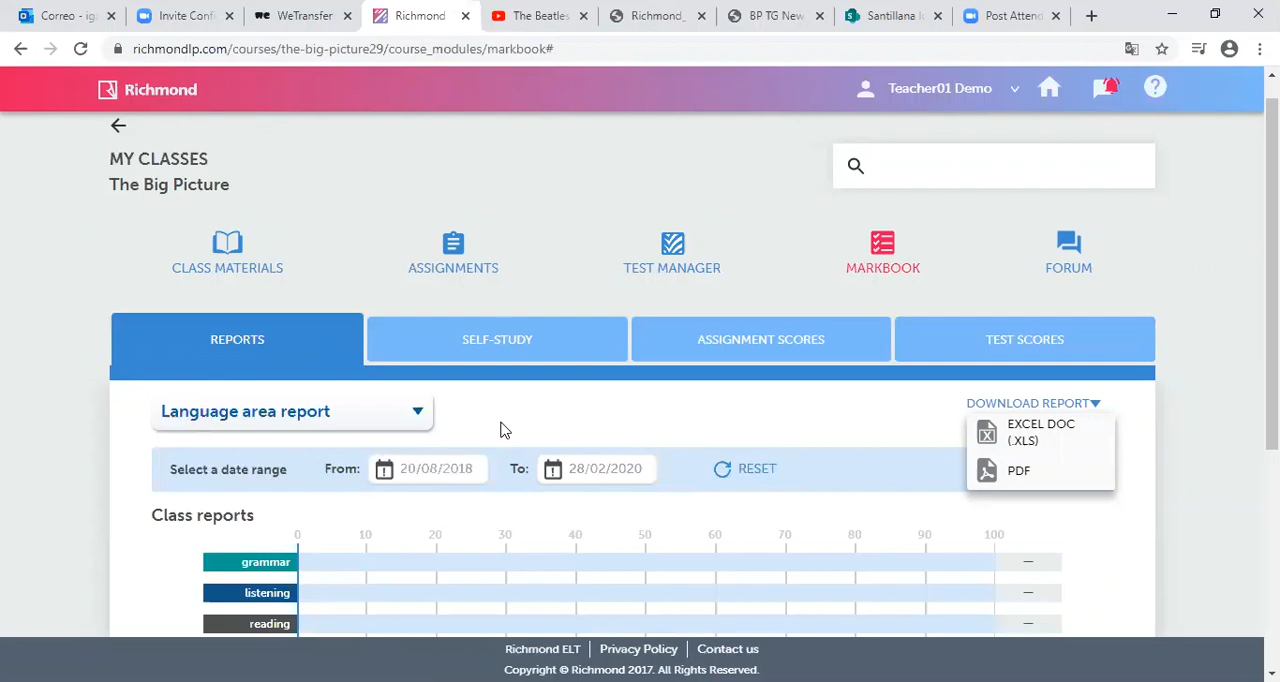 Correo - ig
Invite Conf
WeTransfer
Richmond
The Beatles
Richmond_
BP TG New
Santillana
Post Attend
richmondlp.com/courses/the-big-picture29/course_modules/markbook#
Richmond
Teacher01 Demo
MY CLASSES
The Big Picture
CLASS MATERIALS
ASSIGNMENTS
TEST MANAGER
MARKBOOK
FORUM
REPORTS
SELF-STUDY
ASSIGNMENT SCORES
TEST SCORES
Language area report
DOWNLOAD REPORT
EXCEL DOC
(.XLS)
PDF
Select a date range
From:
20/08/2018
To:
28/02/2020
RESET
Class reports
0 10 20 30 40 50 60 70 80 90 100
grammar
listening
reading
Richmond ELT
Privacy Policy
Contact us
Copyright © Richmond 2017. All Rights Reserved.